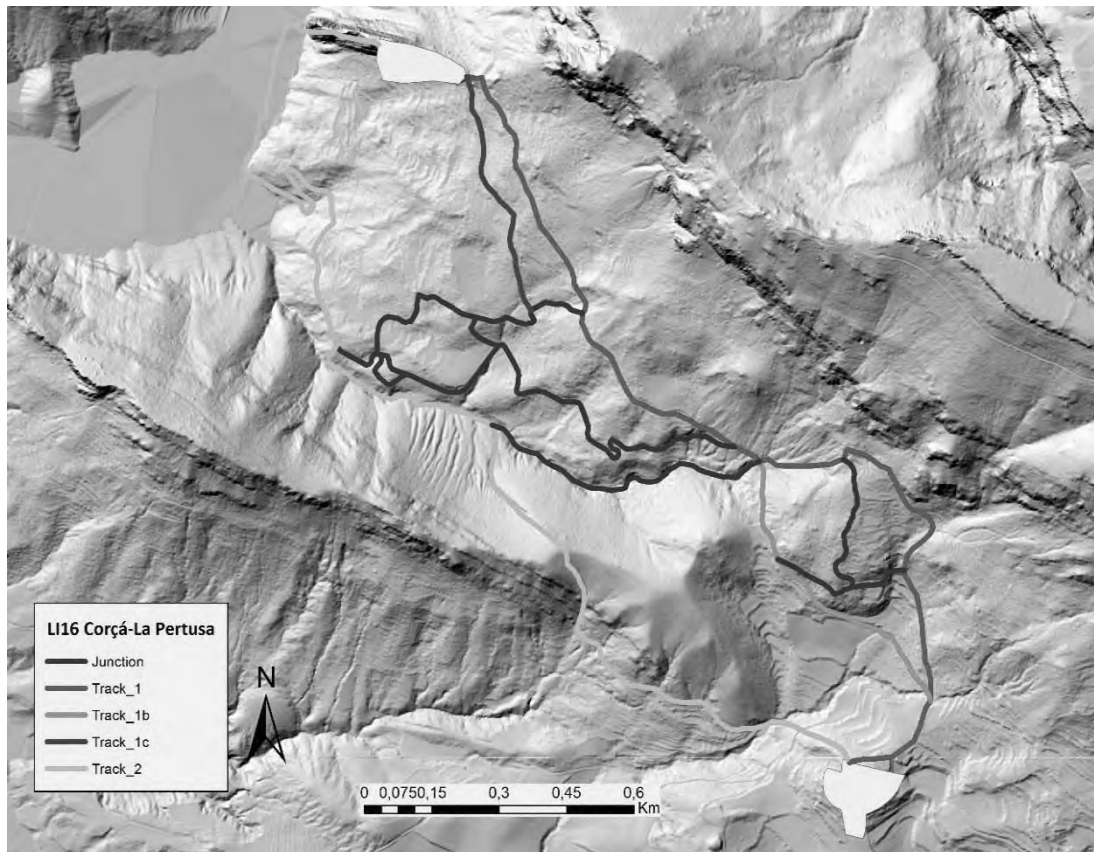 LI16 Corçá-La Pertusa
Junction
Track_1
Track_1b
Track_1c
Track_2
N
0 0,0750,15 0,3 0,45 0,6
Km